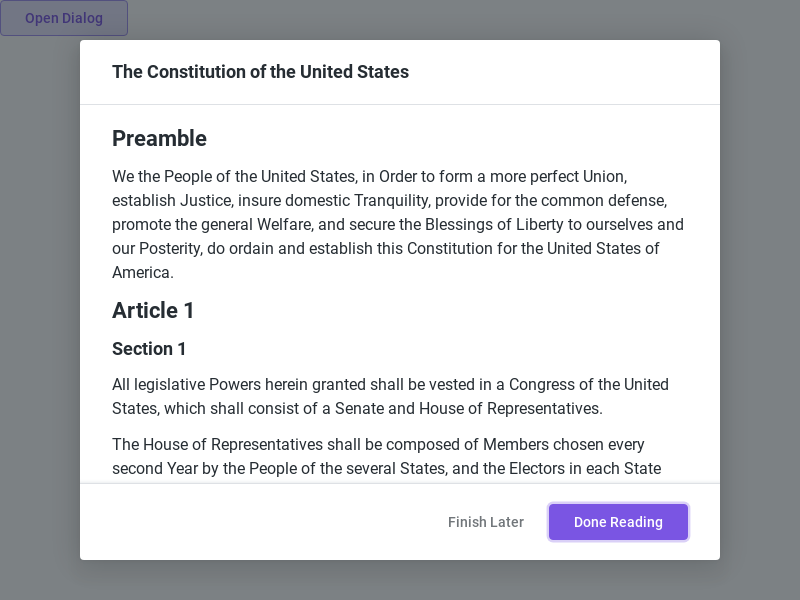 Open Dialog
The Constitution of the United States
Preamble
We the People of the United States, in Order to form a more perfect Union,
establish Justice, insure domestic Tranquility, provide for the common defense,
promote the general Welfare, and secure the Blessings of Liberty to ourselves and
our Posterity, do ordain and establish this Constitution for the United States of
America.
Article 1
Section 1
All legislative Powers herein granted shall be vested in a Congress of the United
States, which shall consist of a Senate and House of Representatives.
The House of Representatives shall be composed of Members chosen every
second Year by the People of the several States, and the Electors in each State
Finish Later
Done Reading